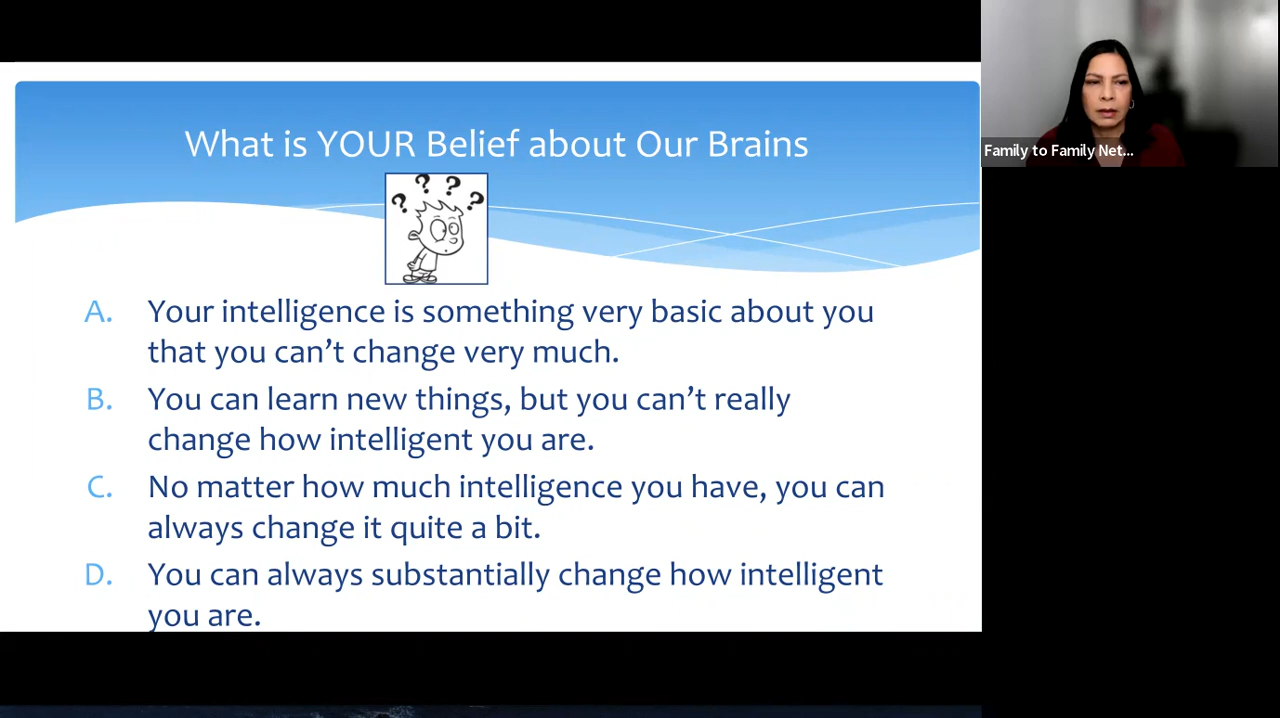 What is YOUR Belief about Our Brains
? ? ? ?
A. Your intelligence is something very basic about you
that you can’t change very much.
B. You can learn new things, but you can’t really
change how intelligent you are.
C. No matter how much intelligence you have, you can
always change it quite a bit.
D. You can always substantially change how intelligent
you are.
Family to Family Net...